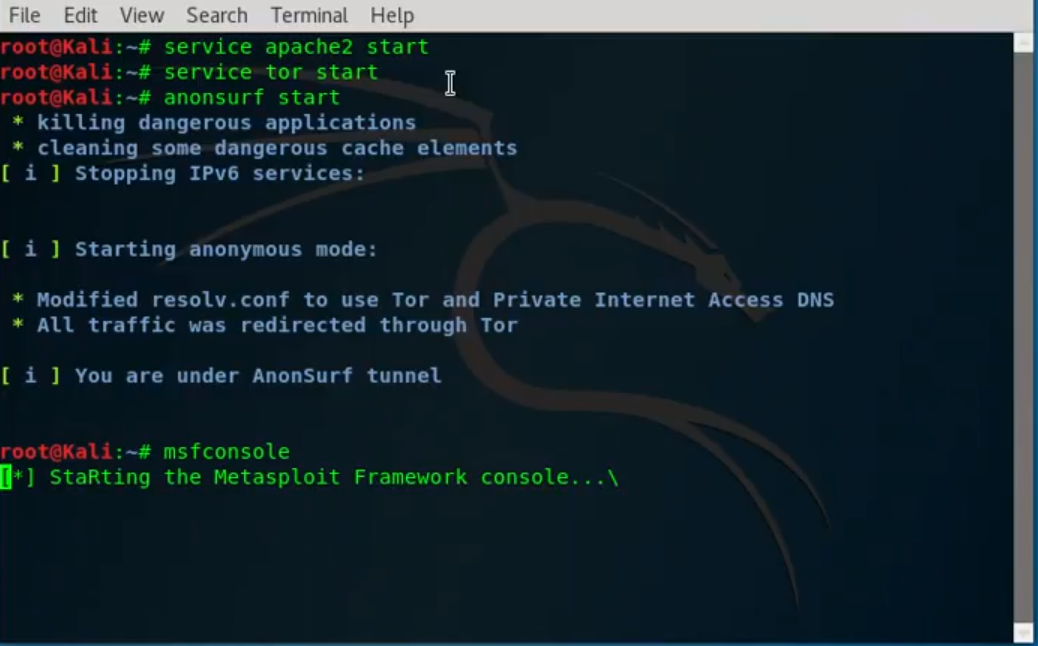 File Edit View Search Terminal Help
root@Kali:~# service apache2 start
root@Kali:~# service tor start
root@Kali:~# anonsurf start
 * killing dangerous applications
 * cleaning some dangerous cache elements
[ i ] Stopping IPv6 services:
[ i ] Starting anonymous mode:
 * Modified resolv.conf to use Tor and Private Internet Access DNS
 * All traffic was redirected through Tor
[ i ] You are under AnonSurf tunnel
root@Kali:~# msfconsole
[*] StaRting the Metasploit Framework console...\